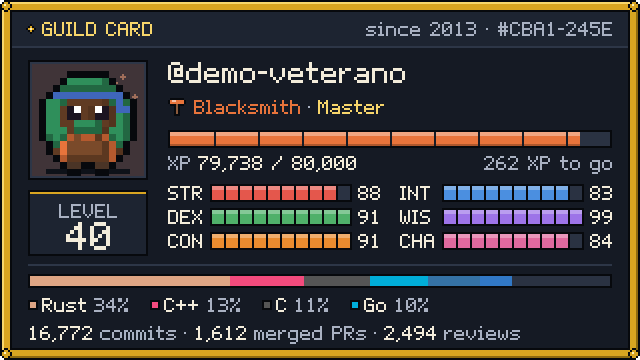 GUILD CARD since 2013 · #CBA1-245E
@demo-veterano
Blacksmith · Master
XP 79,738 / 80,000 262 XP to go
STR 88 INT 83
DEX 91 WIS 99
CON 91 CHA 84
LEVEL
40
Rust 34% C++ 13% C 11% Go 10%
16,772 commits · 1,612 merged PRs · 2,494 reviews